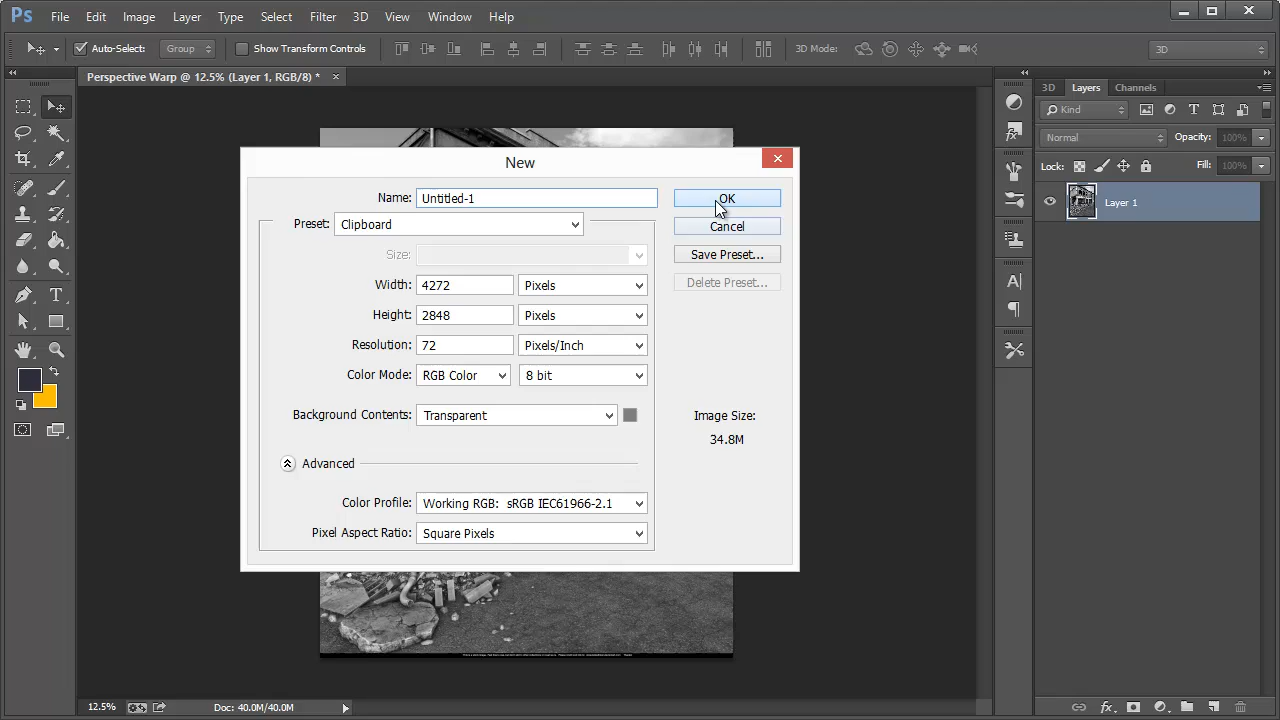 Ps File Edit Image Layer Type Select Filter 3D View Window Help
Auto-Select: Group Show Transform Controls 3D Mode: 3D
Perspective Warp @ 12.5% (Layer 1, RGB/8) *
3D Layers Channels
Kind
Normal Opacity: 100%
Lock: Fill: 100%
Layer 1
New
Name: Untitled-1 OK
Preset: Clipboard Cancel
Size: Save Preset...
Width: 4272 Pixels Delete Preset...
Height: 2848 Pixels
Resolution: 72 Pixels/Inch
Color Mode: RGB Color 8 bit
Background Contents: Transparent Image Size:
34.8M
Advanced
Color Profile: Working RGB: sRGB IEC61966-2.1
Pixel Aspect Ratio: Square Pixels
12.5% Doc: 40.0M/40.0M